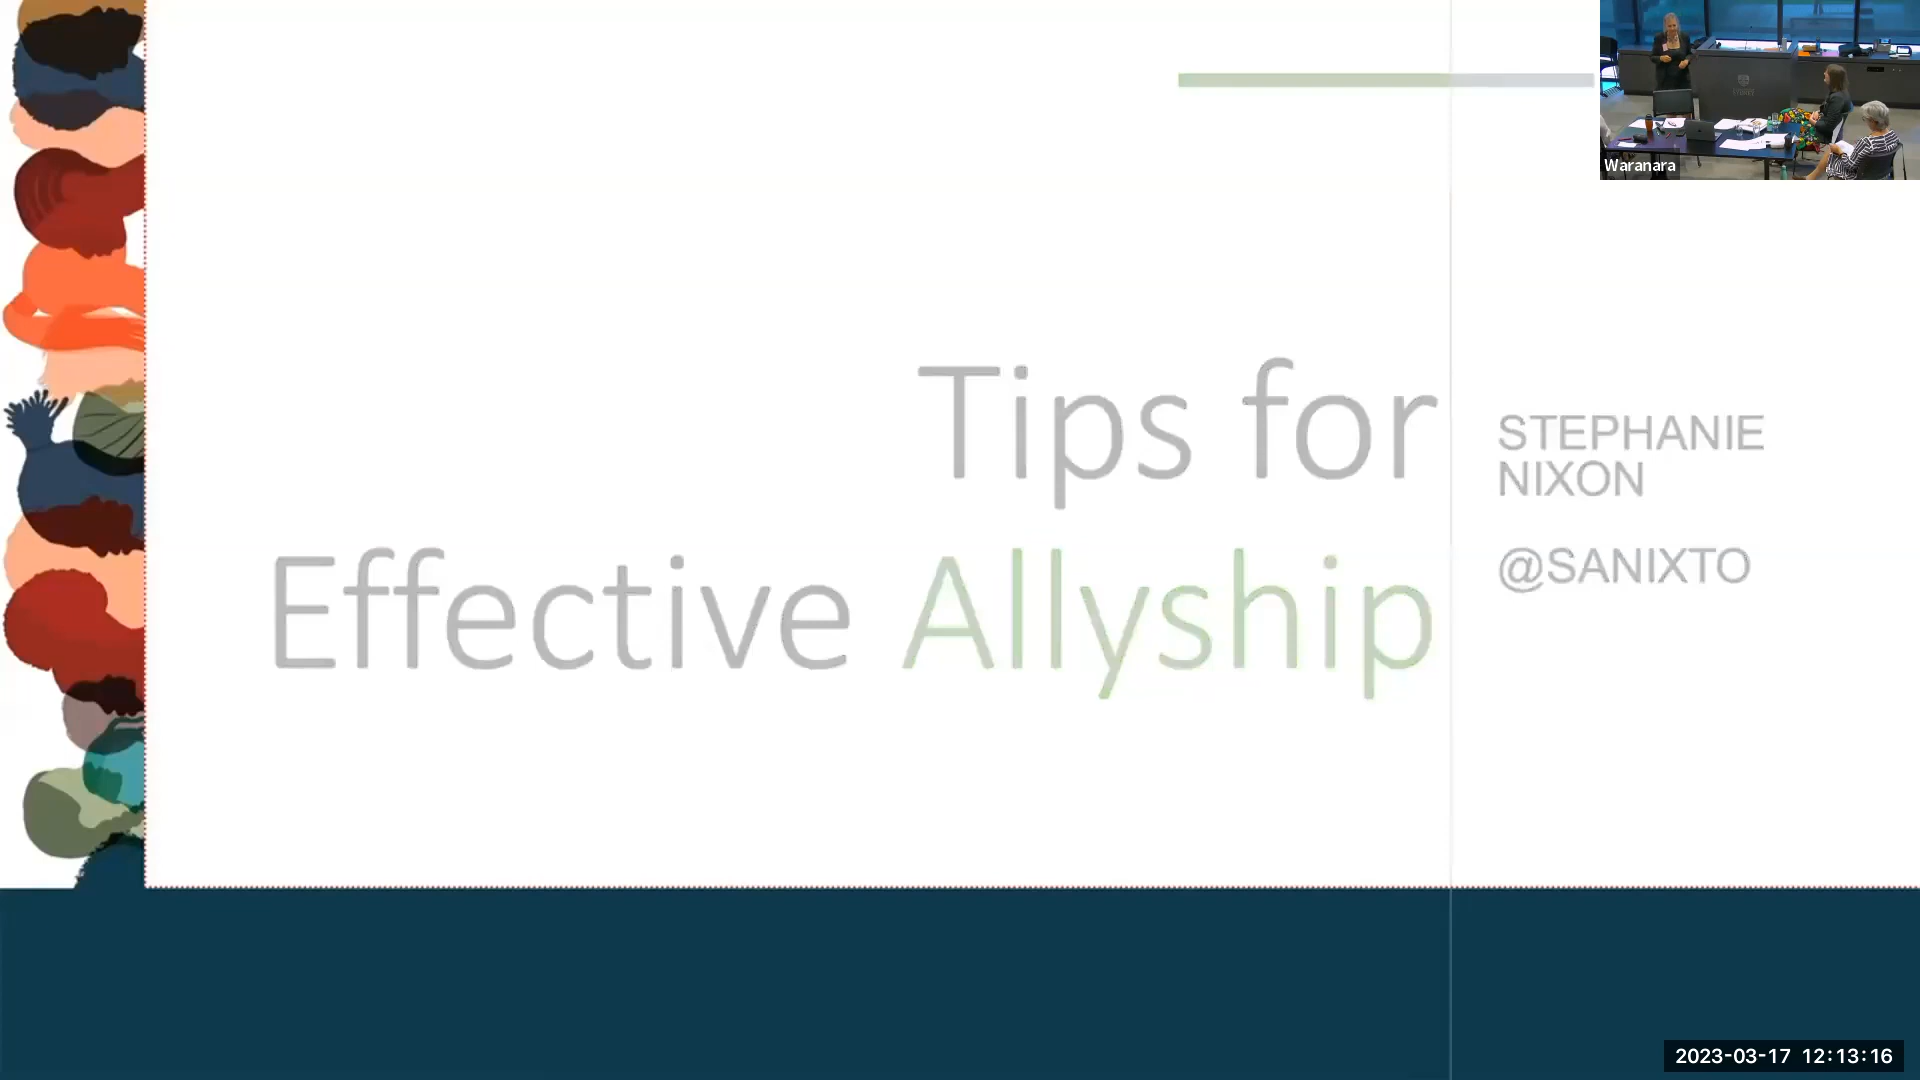 Tips for
Effective Allyship
STEPHANIE
NIXON
@SANIXTO
Waranara
2023-03-17 12:13:16